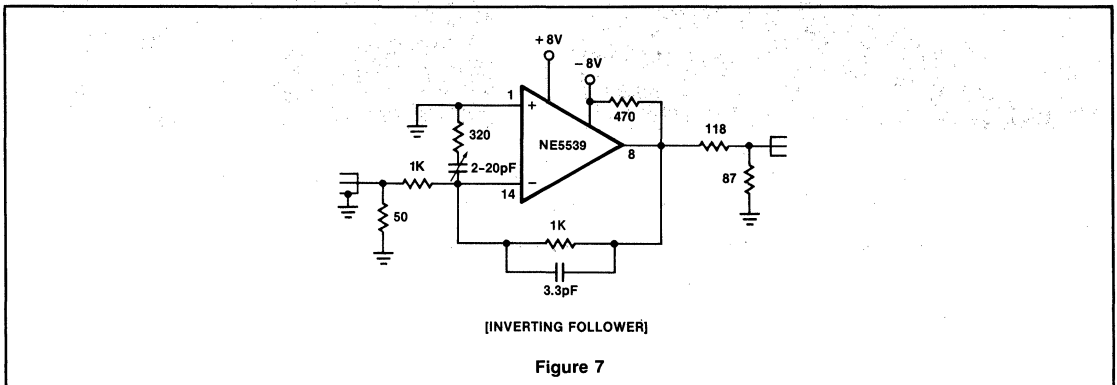 + 8V
– 8V
1
+
470
320
NE5539
118
8
1K
2-20pF
87
14
–
50
1K
3.3pF
[INVERTING FOLLOWER]
Figure 7